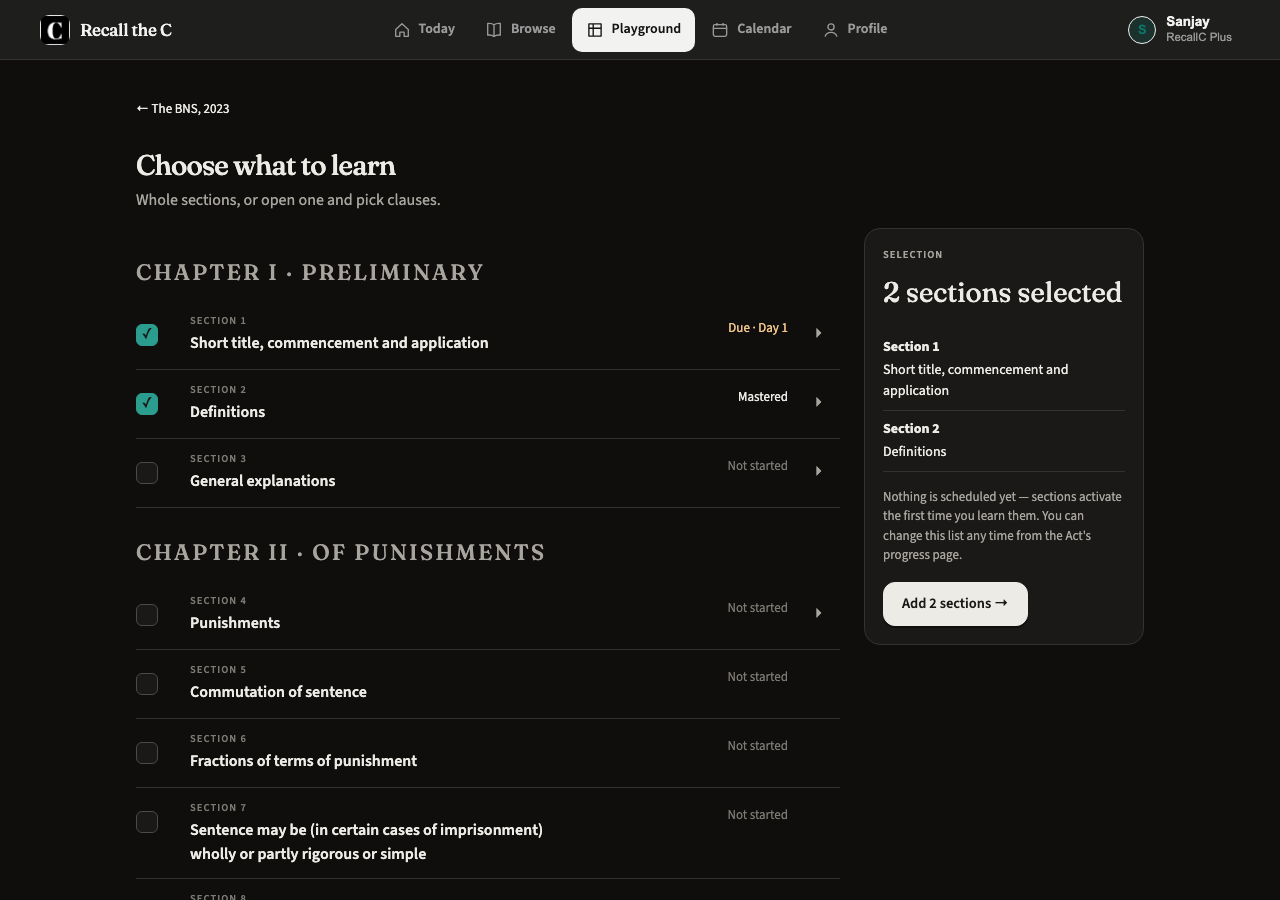 C Recall the C
Today
Browse
Playground
Calendar
Profile
S
Sanjay
RecallC Plus
← The BNS, 2023
Choose what to learn
Whole sections, or open one and pick clauses.
CHAPTER I · PRELIMINARY
✓
SECTION 1
Short title, commencement and application
Due · Day 1
✓
SECTION 2
Definitions
Mastered
SECTION 3
General explanations
Not started
CHAPTER II · OF PUNISHMENTS
SECTION 4
Punishments
Not started
SECTION 5
Commutation of sentence
Not started
SECTION 6
Fractions of terms of punishment
Not started
SECTION 7
Sentence may be (in certain cases of imprisonment)
wholly or partly rigorous or simple
Not started
SECTION 8
SELECTION
2 sections selected
Section 1
Short title, commencement and
application
Section 2
Definitions
Nothing is scheduled yet — sections activate
the first time you learn them. You can
change this list any time from the Act's
progress page.
Add 2 sections →